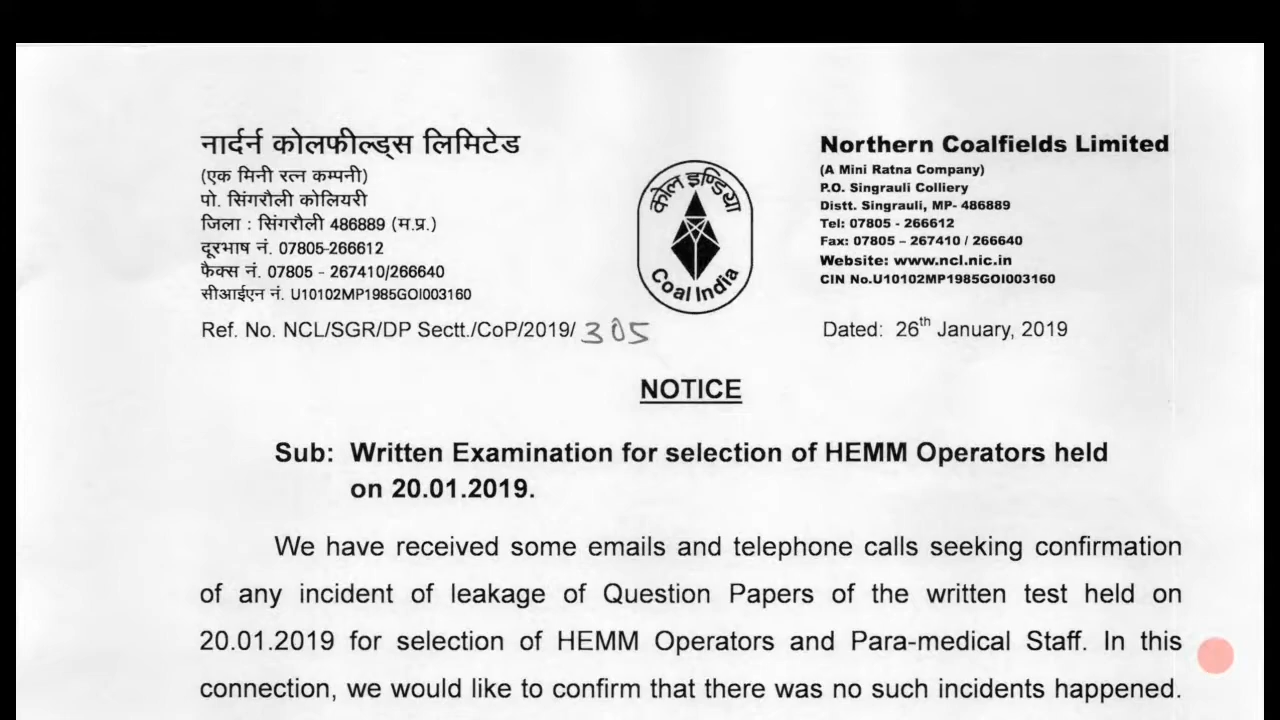 नार्दर्न कोलफील्ड्स लिमिटेड
(एक मिनी रत्न कम्पनी)
पो. सिंगरौली कोलियरी
जिला : सिंगरौली 486889 (म.प्र.)
दूरभाष नं. 07805-266612
फैक्स नं. 07805 - 267410/266640
सीआईएन नं. U10102MP1985GOI003160
कोल इण्डिया
Coal India
Northern Coalfields Limited
(A Mini Ratna Company)
P.O. Singrauli Colliery
Distt. Singrauli, MP- 486889
Tel: 07805 - 266612
Fax: 07805 – 267410 / 266640
Website: www.ncl.nic.in
CIN No.U10102MP1985GOI003160
Ref. No. NCL/SGR/DP Sectt./CoP/2019/ 305
Dated: 26th January, 2019
NOTICE
Sub: Written Examination for selection of HEMM Operators held
on 20.01.2019.
We have received some emails and telephone calls seeking confirmation
of any incident of leakage of Question Papers of the written test held on
20.01.2019 for selection of HEMM Operators and Para-medical Staff. In this
connection, we would like to confirm that there was no such incidents happened.